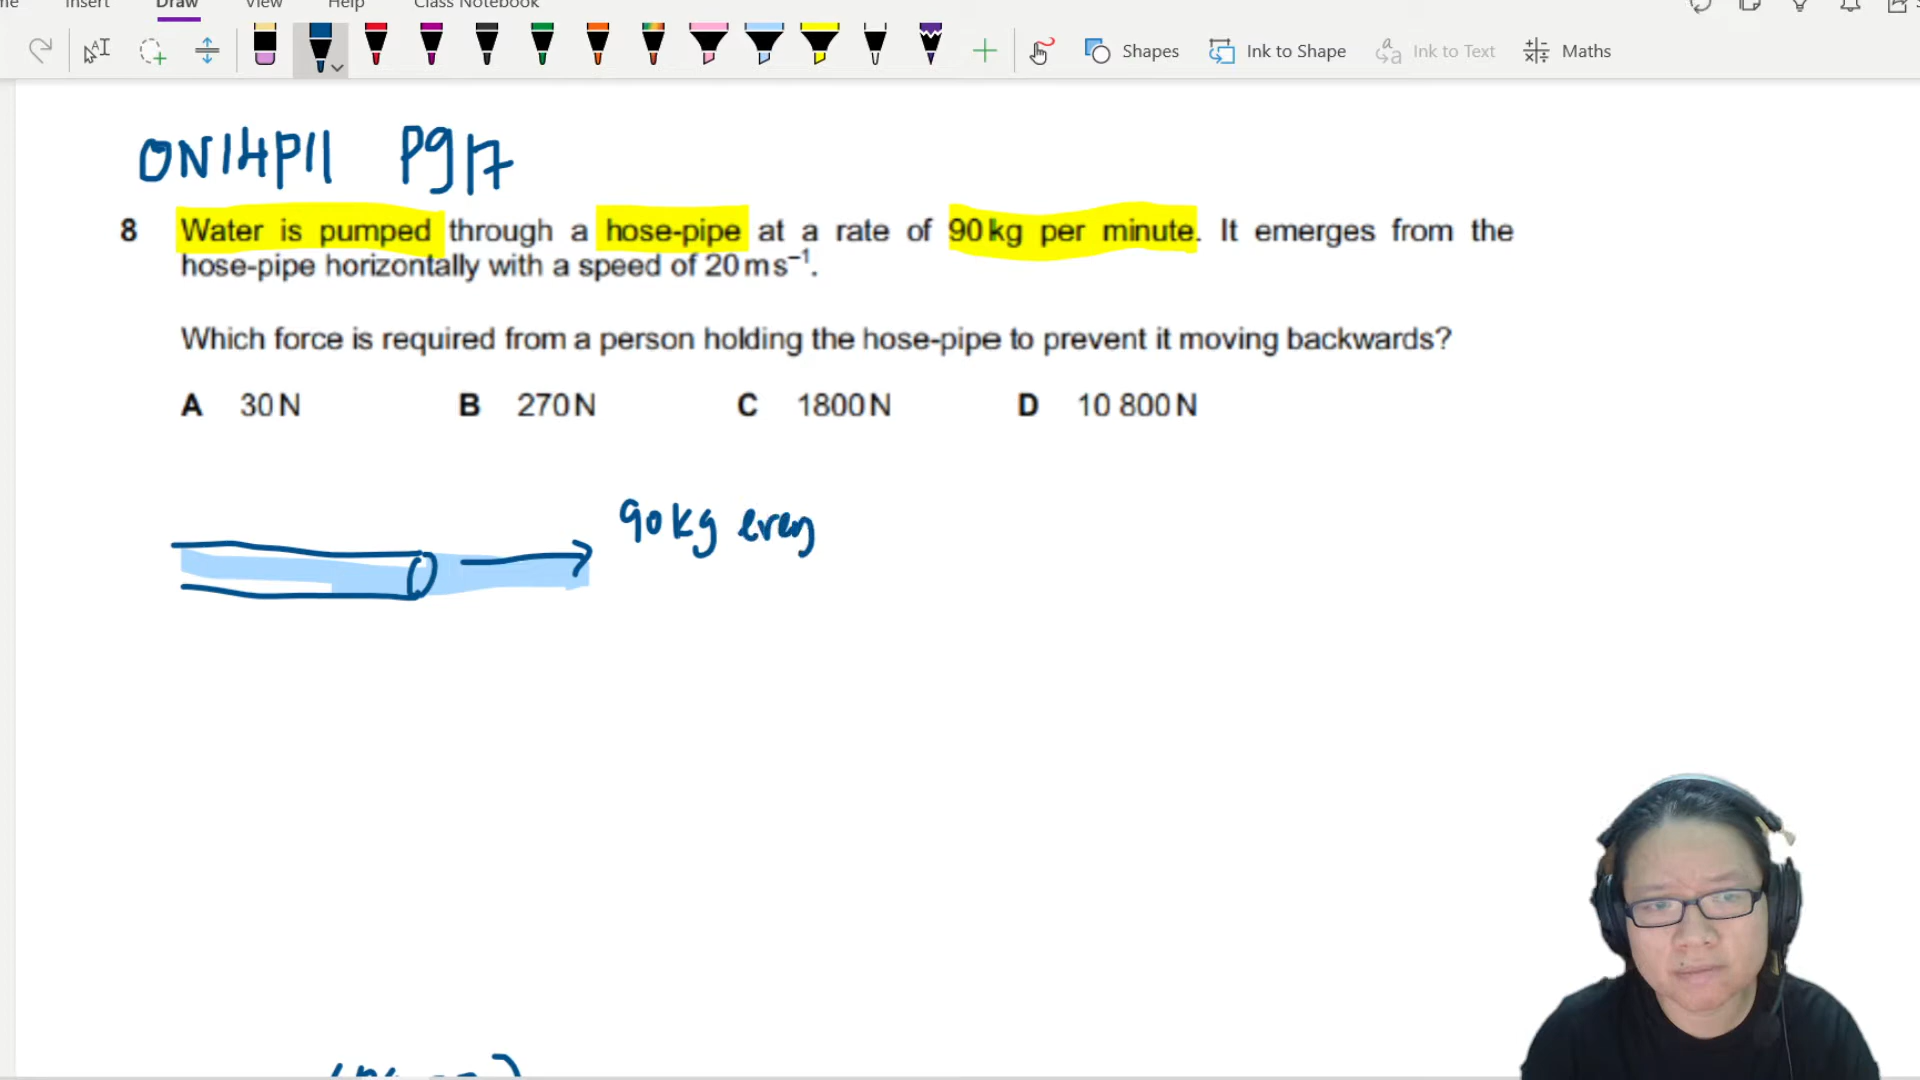 Insert Draw View Help Class Notebook
Shapes Ink to Shape Ink to Text Maths
ON14P11 Pg17
8 Water is pumped through a hose-pipe at a rate of 90 kg per minute. It emerges from the
hose-pipe horizontally with a speed of 20 m s⁻¹.
Which force is required from a person holding the hose-pipe to prevent it moving backwards?
A 30 N B 270 N C 1800 N D 10 800 N
90kg every